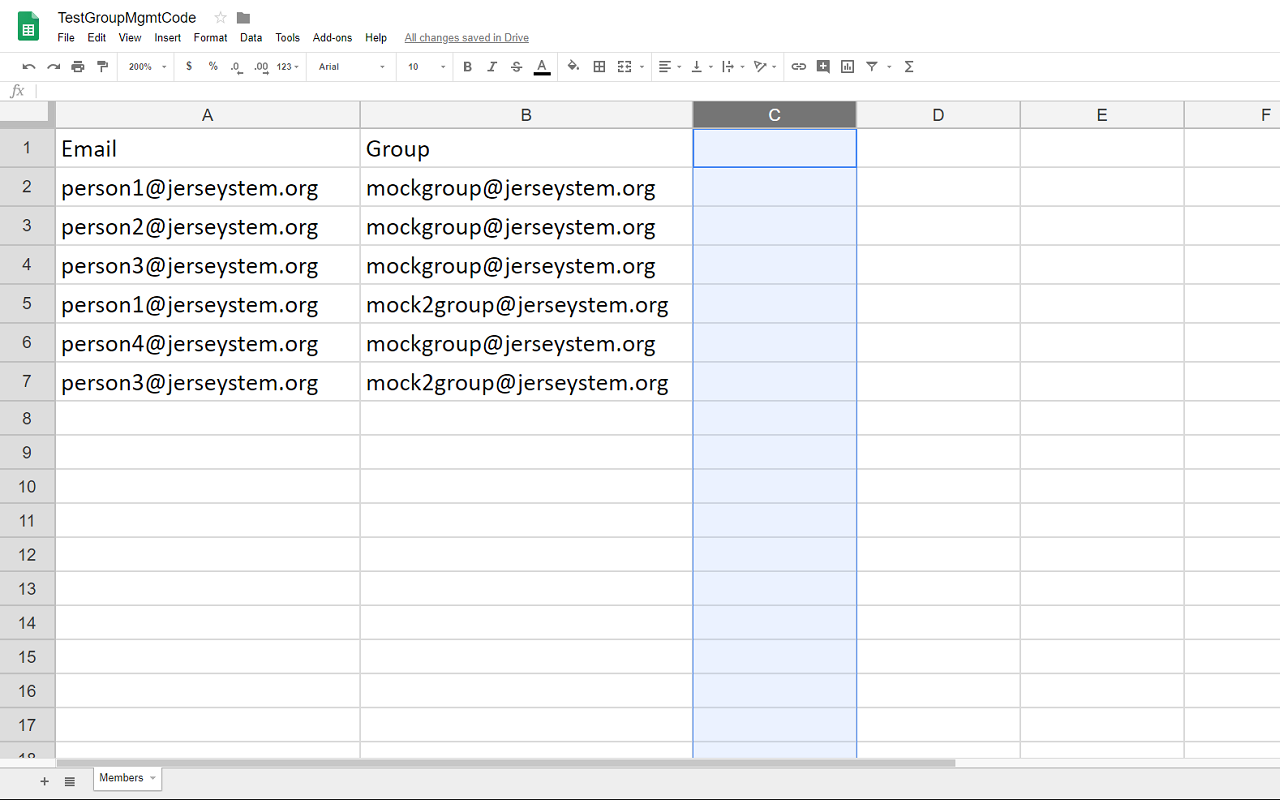 TestGroupMgmtCode
File Edit View Insert Format Data Tools Add-ons Help All changes saved in Drive
200% $ % .0 .00 123 Arial 10 B I S A Σ
fx
A B C D E F
1 Email Group
2 person1@jerseystem.org mockgroup@jerseystem.org
3 person2@jerseystem.org mockgroup@jerseystem.org
4 person3@jerseystem.org mockgroup@jerseystem.org
5 person1@jerseystem.org mock2group@jerseystem.org
6 person4@jerseystem.org mockgroup@jerseystem.org
7 person3@jerseystem.org mock2group@jerseystem.org
8
9
10
11
12
13
14
15
16
17
18
+ Members